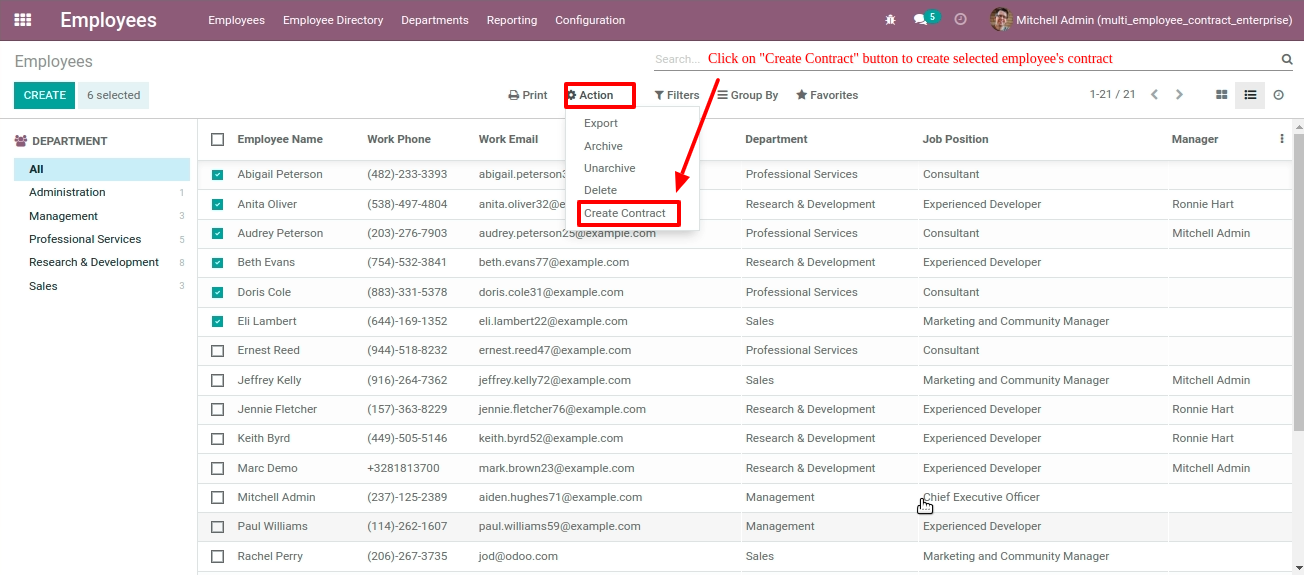 Employees Employees Employee Directory Departments Reporting Configuration 5 Mitchell Admin (multi_employee_contract_enterprise)
Employees Search... Click on "Create Contract" button to create selected employee's contract
CREATE 6 selected Print Action Filters Group By Favorites 1-21 / 21
Export
Archive
Unarchive
Delete
Create Contract
DEPARTMENT
All
Administration 1
Management 3
Professional Services 5
Research & Development 8
Sales 3
Employee Name Work Phone Work Email Department Job Position Manager
Abigail Peterson (482)-233-3393 abigail.peterson3 Professional Services Consultant
Anita Oliver (538)-497-4804 anita.oliver32@e Research & Development Experienced Developer Ronnie Hart
Audrey Peterson (203)-276-7903 audrey.peterson25@example.com Professional Services Consultant Mitchell Admin
Beth Evans (754)-532-3841 beth.evans77@example.com Research & Development Experienced Developer
Doris Cole (883)-331-5378 doris.cole31@example.com Professional Services Consultant
Eli Lambert (644)-169-1352 eli.lambert22@example.com Sales Marketing and Community Manager
Ernest Reed (944)-518-8232 ernest.reed47@example.com Professional Services Consultant
Jeffrey Kelly (916)-264-7362 jeffrey.kelly72@example.com Sales Marketing and Community Manager Mitchell Admin
Jennie Fletcher (157)-363-8229 jennie.fletcher76@example.com Research & Development Experienced Developer Ronnie Hart
Keith Byrd (449)-505-5146 keith.byrd52@example.com Research & Development Experienced Developer Ronnie Hart
Marc Demo +3281813700 mark.brown23@example.com Research & Development Experienced Developer Mitchell Admin
Mitchell Admin (237)-125-2389 aiden.hughes71@example.com Management Chief Executive Officer
Paul Williams (114)-262-1607 paul.williams59@example.com Management Experienced Developer
Rachel Perry (206)-267-3735 jod@odoo.com Sales Marketing and Community Manager